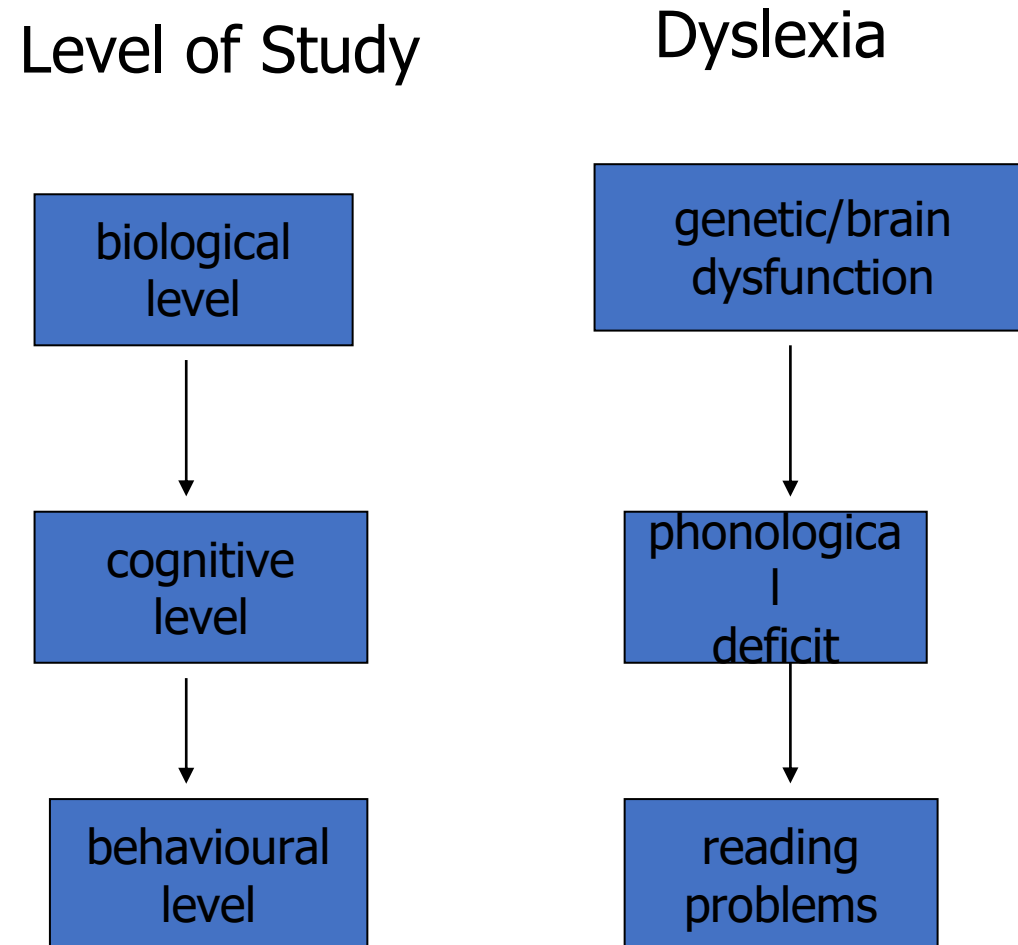 Level of Study
Dyslexia
biological
level
genetic/brain
dysfunction
cognitive
level
phonologica
l
deficit
behavioural
level
reading
problems